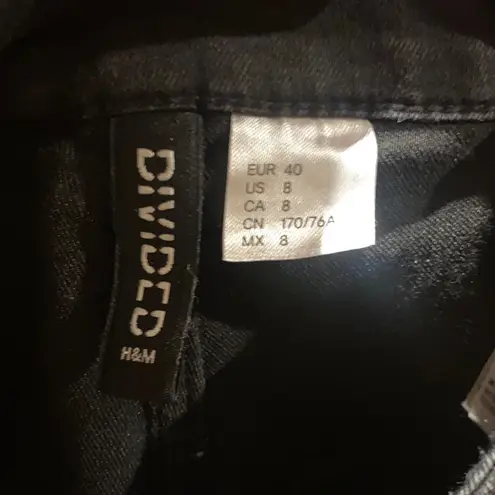 DIVIDED
H&M
EUR 40
US 8
CA 8
CN 170/76A
MX 8